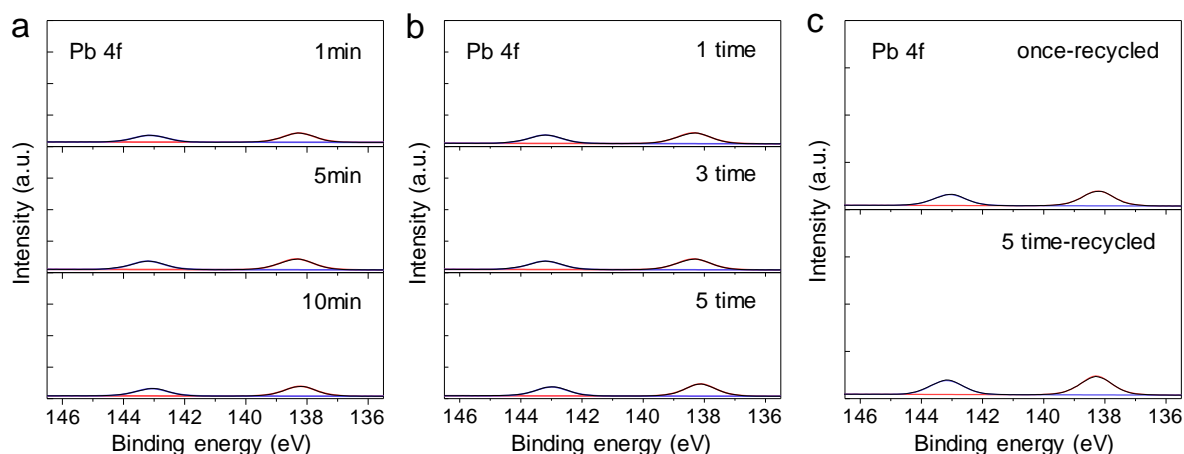 a
Pb 4f
1min
5min
10min
Intensity (a.u.)
146 144 142 140 138 136
Binding energy (eV)
b
Pb 4f
1 time
3 time
5 time
Intensity (a.u.)
146 144 142 140 138 136
Binding energy (eV)
c
Pb 4f
once-recycled
5 time-recycled
Intensity (a.u.)
146 144 142 140 138 136
Binding energy (eV)